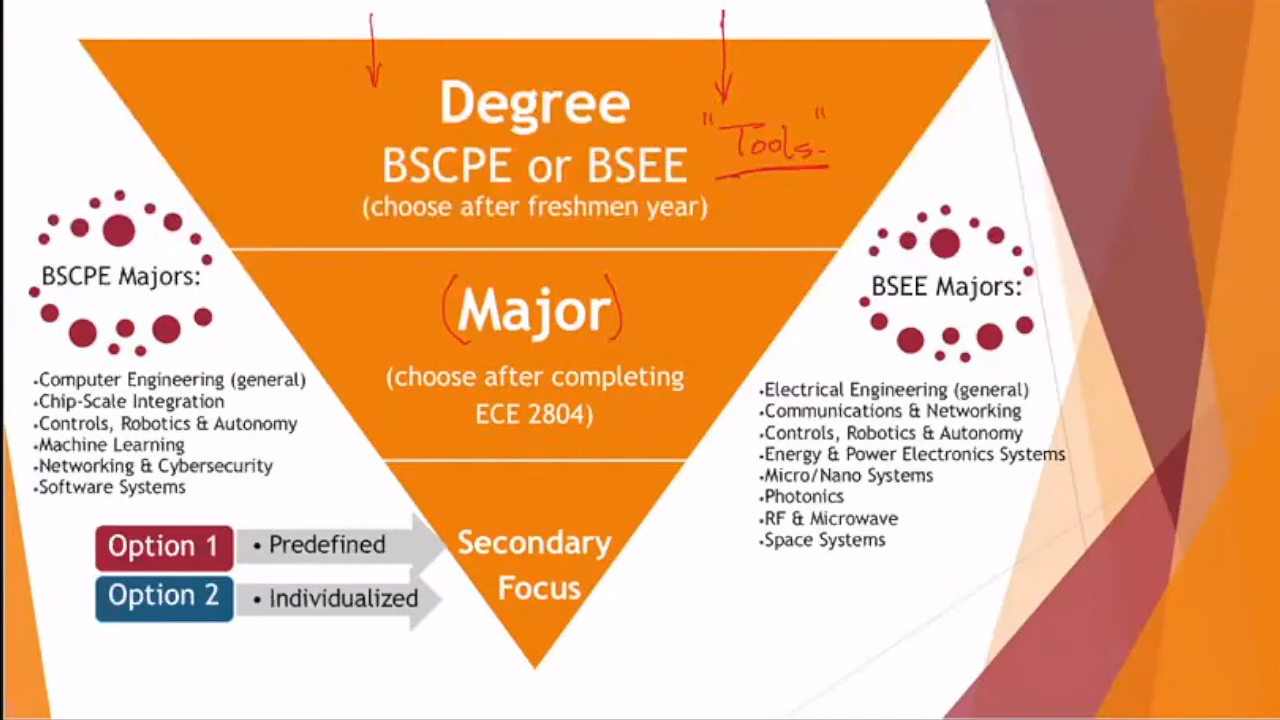 Degree
BSCPE or BSEE
(choose after freshmen year)
"Tools"
(Major)
(choose after completing
ECE 2804)
Secondary
Focus
BSCPE Majors:
•Computer Engineering (general)
•Chip-Scale Integration
•Controls, Robotics & Autonomy
•Machine Learning
•Networking & Cybersecurity
•Software Systems
Option 1 • Predefined
Option 2 • Individualized
BSEE Majors:
•Electrical Engineering (general)
•Communications & Networking
•Controls, Robotics & Autonomy
•Energy & Power Electronics Systems
•Micro/Nano Systems
•Photonics
•RF & Microwave
•Space Systems